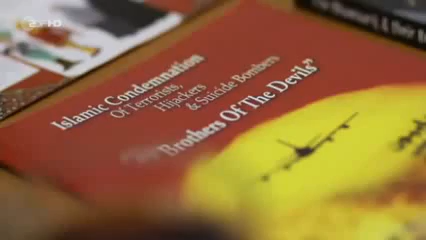 Islamic Condemnation
Of Terrorists,
Hijackers
& Suicide Bombers
Brothers Of The Devils"